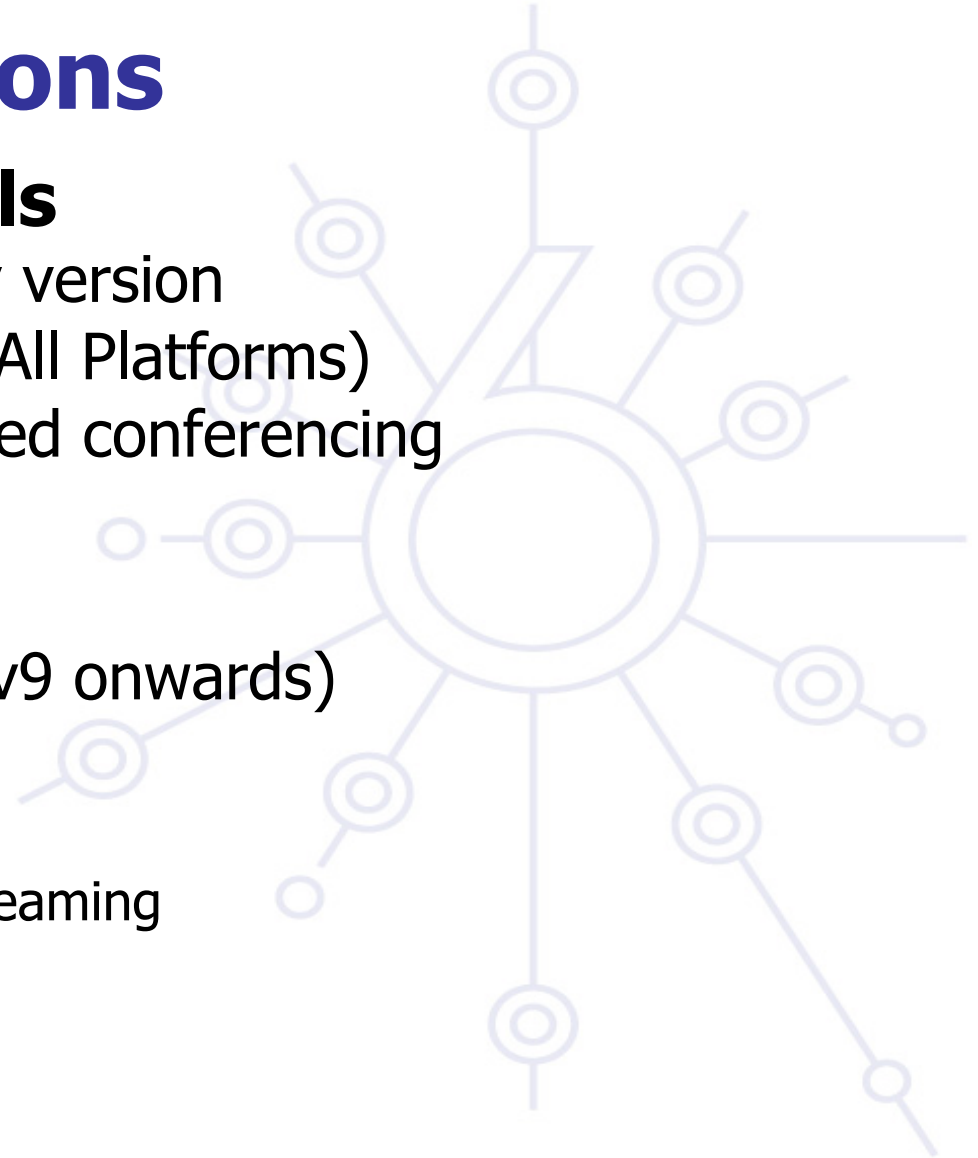 ons
ls
version
All Platforms)
ed conferencing
v9 onwards)
eaming